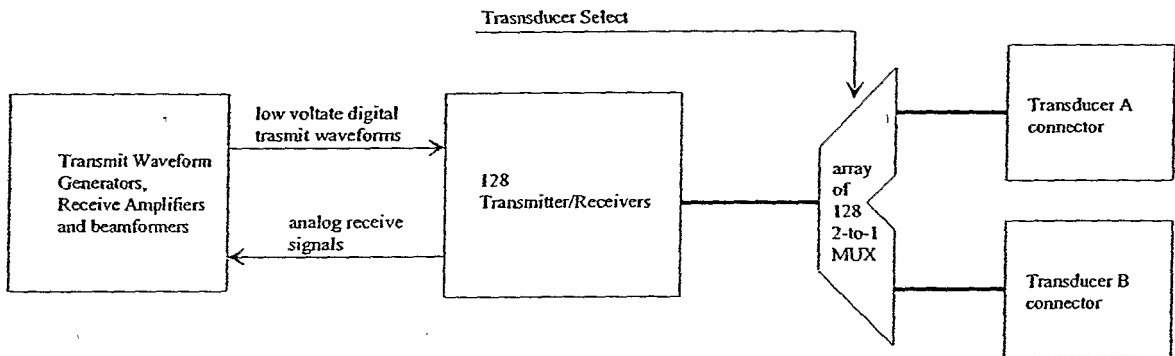 Trasnsducer Select
low voltate digital
trasmit waveforms
Transmit Waveform
Generators,
Receive Amplifiers
and beamformers
analog receive
signals
128
Transmitter/Receivers
array
of
128
2-to-1
MUX
Transducer A
connector
Transducer B
connector